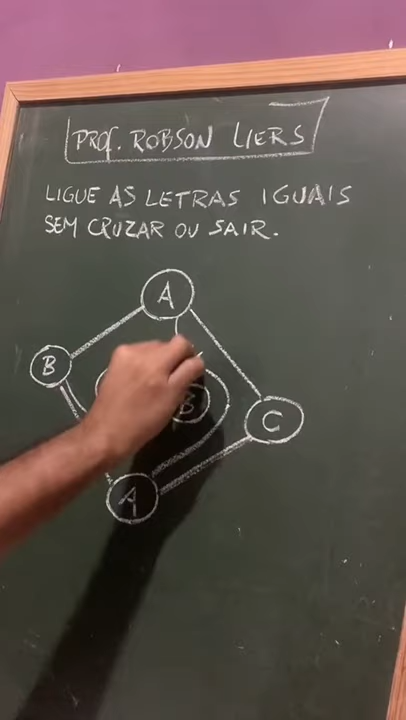 PROF. ROBSON LIERS
LIGUE AS LETRAS IGUAIS
SEM CRUZAR OU SAIR.
A
B
B
C
A